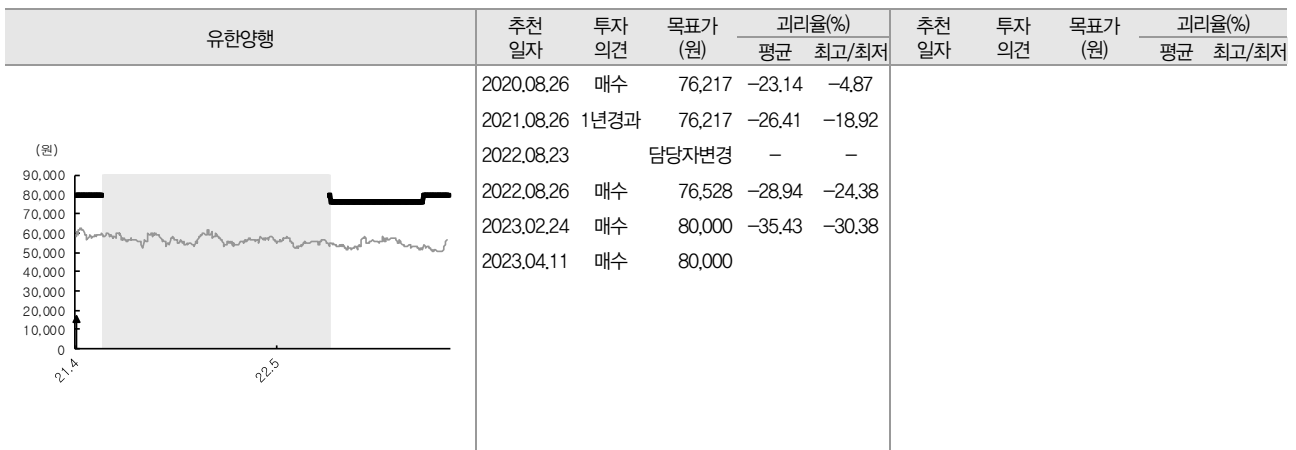 유한양행
추천
일자
투자
의견
목표가
(원)
괴리율(%)
평균 최고/최저
추천
일자
투자
의견
목표가
(원)
괴리율(%)
평균 최고/최저
2020.08.26 매수 76,217 -23.14 -4.87
2021.08.26 1년경과 76,217 -26.41 -18.92
2022.08.23 담당자변경 - -
2022.08.26 매수 76,528 -28.94 -24.38
2023.02.24 매수 80,000 -35.43 -30.38
2023.04.11 매수 80,000
(원)
90,000
80,000
70,000
60,000
50,000
40,000
30,000
20,000
10,000
0
21.4
22.5